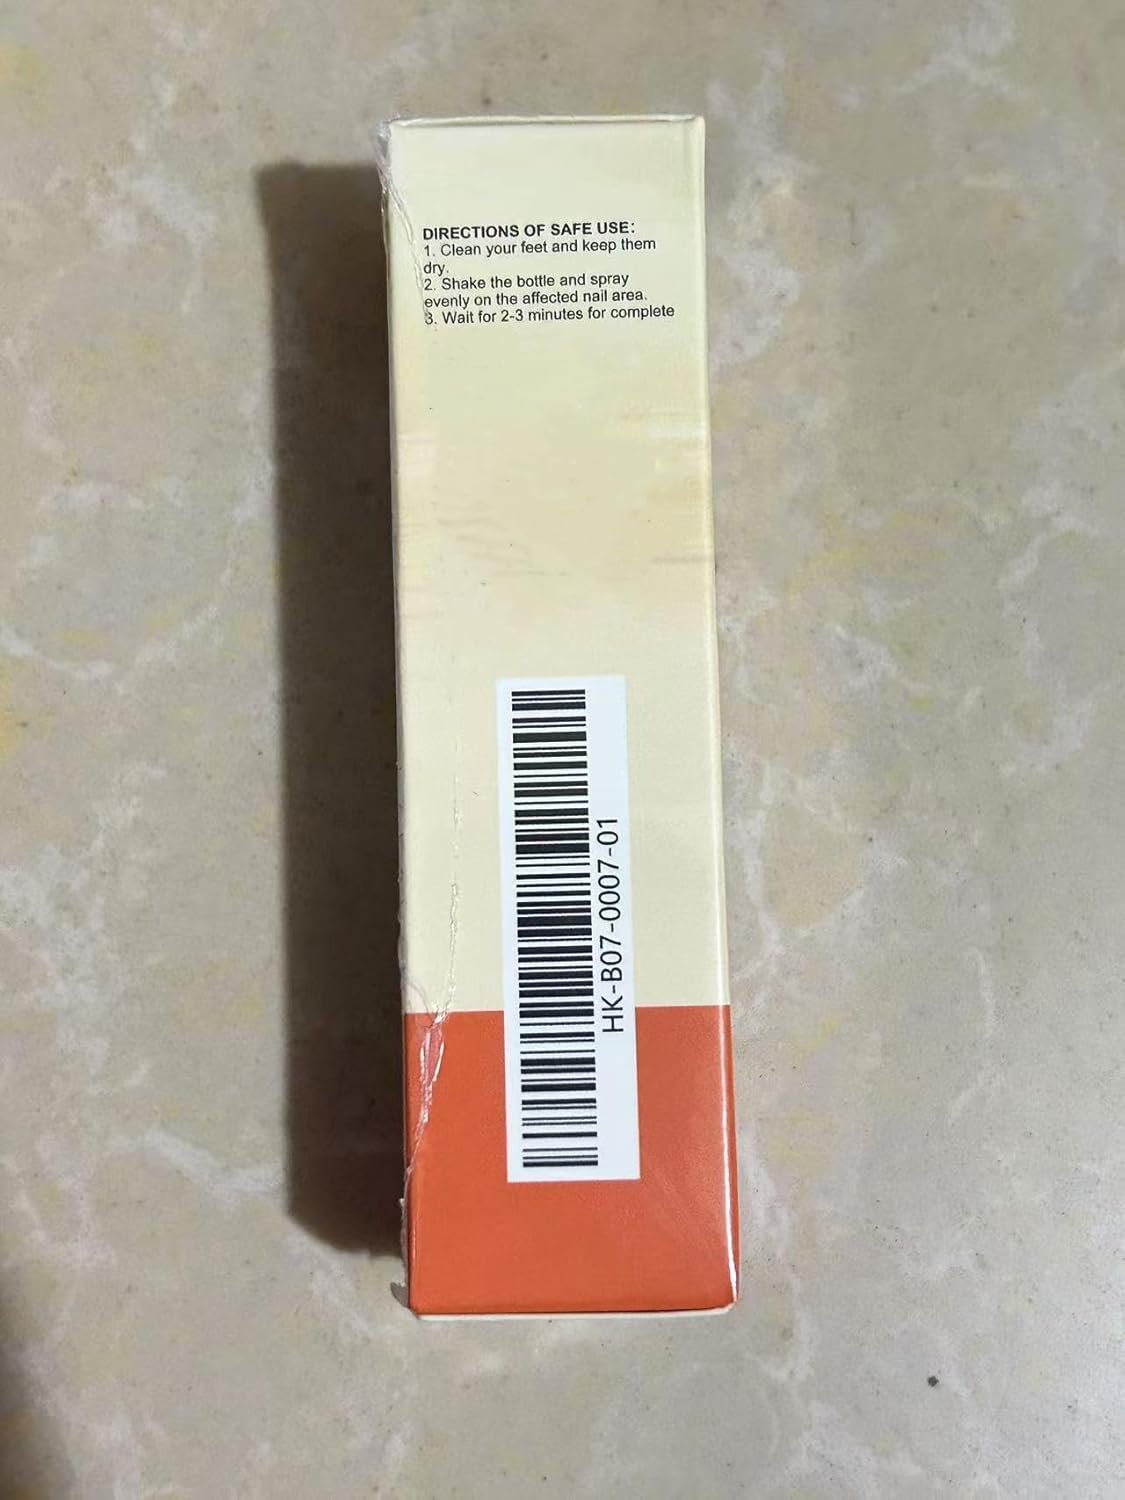 DIRECTIONS OF SAFE USE:
1. Clean your feet and keep them
dry.
2. Shake the bottle and spray
evenly on the affected nail area.
3. Wait for 2-3 minutes for complete
HK-B07-0007-01